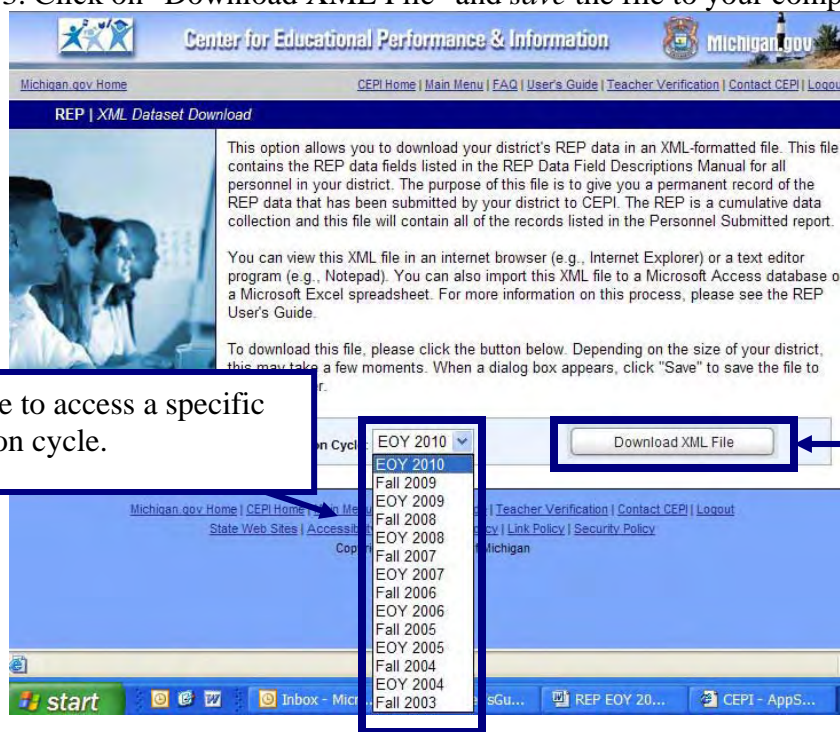 3. Click on "Download XML File" and save the file to your comp
Center for Educational Performance & Information
Michigan.gov
Michigan.gov Home
CEPI Home | Main Menu | FAQ | User's Guide | Teacher Verification | Contact CEPI | Logou
REP | XML Dataset Download
This option allows you to download your district's REP data in an XML-formatted file. This file
contains the REP data fields listed in the REP Data Field Descriptions Manual for all
personnel in your district. The purpose of this file is to give you a permanent record of the
REP data that has been submitted by your district to CEPI. The REP is a cumulative data
collection and this file will contain all of the records listed in the Personnel Submitted report.
You can view this XML file in an internet browser (e.g., Internet Explorer) or a text editor
program (e.g., Notepad). You can also import this XML file to a Microsoft Access database o
a Microsoft Excel spreadsheet. For more information on this process, please see the REP
User's Guide.
To download this file, please click the button below. Depending on the size of your district,
this may take a few moments. When a dialog box appears, click "Save" to save the file to
r.
e to access a specific
on cycle.
on Cycle: EOY 2010
Download XML File
EOY 2010
Fall 2009
EOY 2009
Fall 2008
EOY 2008
Fall 2007
EOY 2007
Fall 2006
EOY 2006
Fall 2005
EOY 2005
Fall 2004
EOY 2004
Fall 2003
Michigan.gov Home | CEPI Home | Main Me | Teacher Verification | Contact CEPI | Logout
State Web Sites | Accessibi cy | Link Policy | Security Policy
Copyri Michigan
start
Inbox - Micr
sGu...
REP EOY 20...
CEPI - AppS...